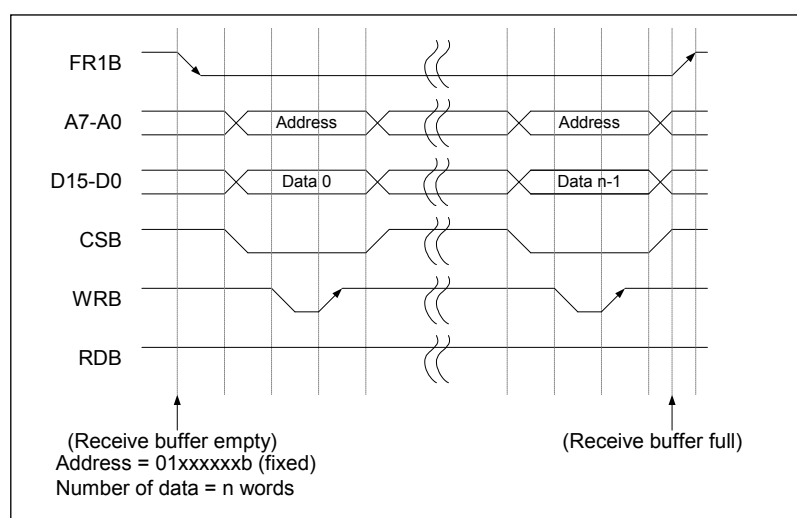 FR1B
A7-A0 Address Address
D15-D0 Data 0 Data n-1
CSB
WRB
RDB
(Receive buffer empty) (Receive buffer full)
Address = 01xxxxxxb (fixed)
Number of data = n words